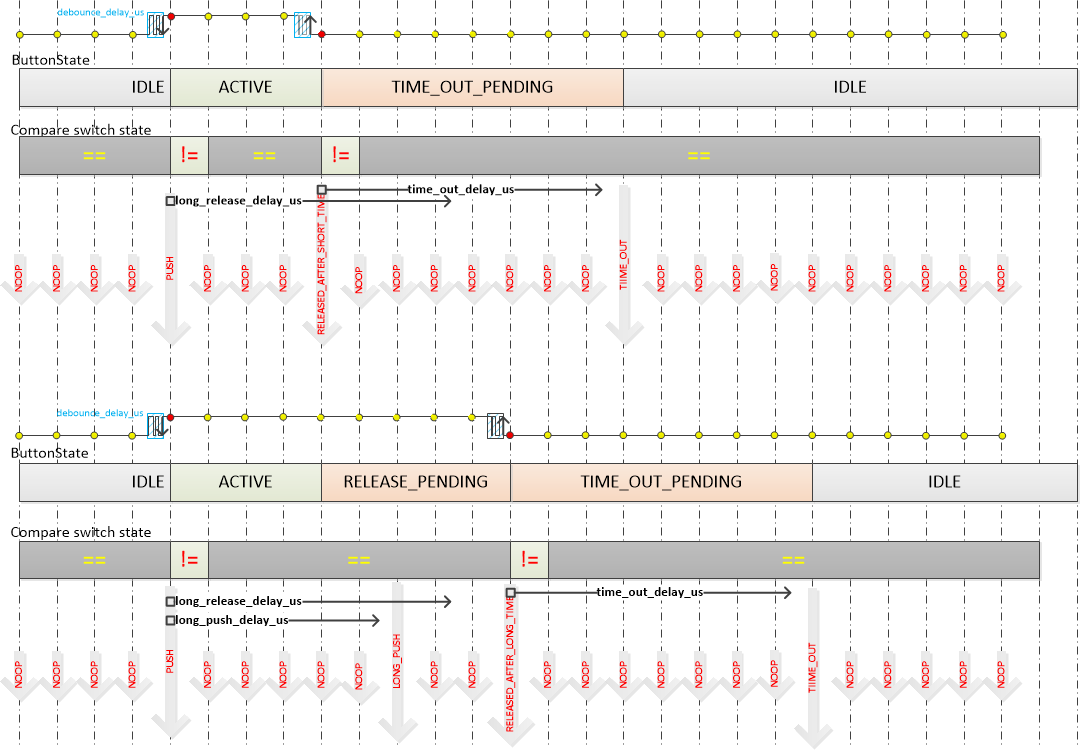 debounce_delay_us
ButtonState
IDLE ACTIVE TIME_OUT_PENDING IDLE
Compare switch state
== != == != ==
time_out_delay_us
long_release_delay_us
NOOP NOOP NOOP NOOP PUSH NOOP NOOP NOOP RELEASED_AFTER_SHORT_TIME NOOP NOOP NOOP NOOP NOOP NOOP NOOP TIIME_OUT NOOP NOOP NOOP NOOP NOOP NOOP NOOP NOOP NOOP NOOP
debounce_delay_us
ButtonState
IDLE ACTIVE RELEASE_PENDING TIME_OUT_PENDING IDLE
Compare switch state
== != == != ==
time_out_delay_us
long_release_delay_us
long_push_delay_us
NOOP NOOP NOOP NOOP PUSH NOOP NOOP NOOP NOOP NOOP LONG_PUSH NOOP NOOP RELEASED_AFTER_LONG_TIME NOOP NOOP NOOP NOOP NOOP NOOP NOOP TIIME_OUT NOOP NOOP NOOP NOOP NOOP